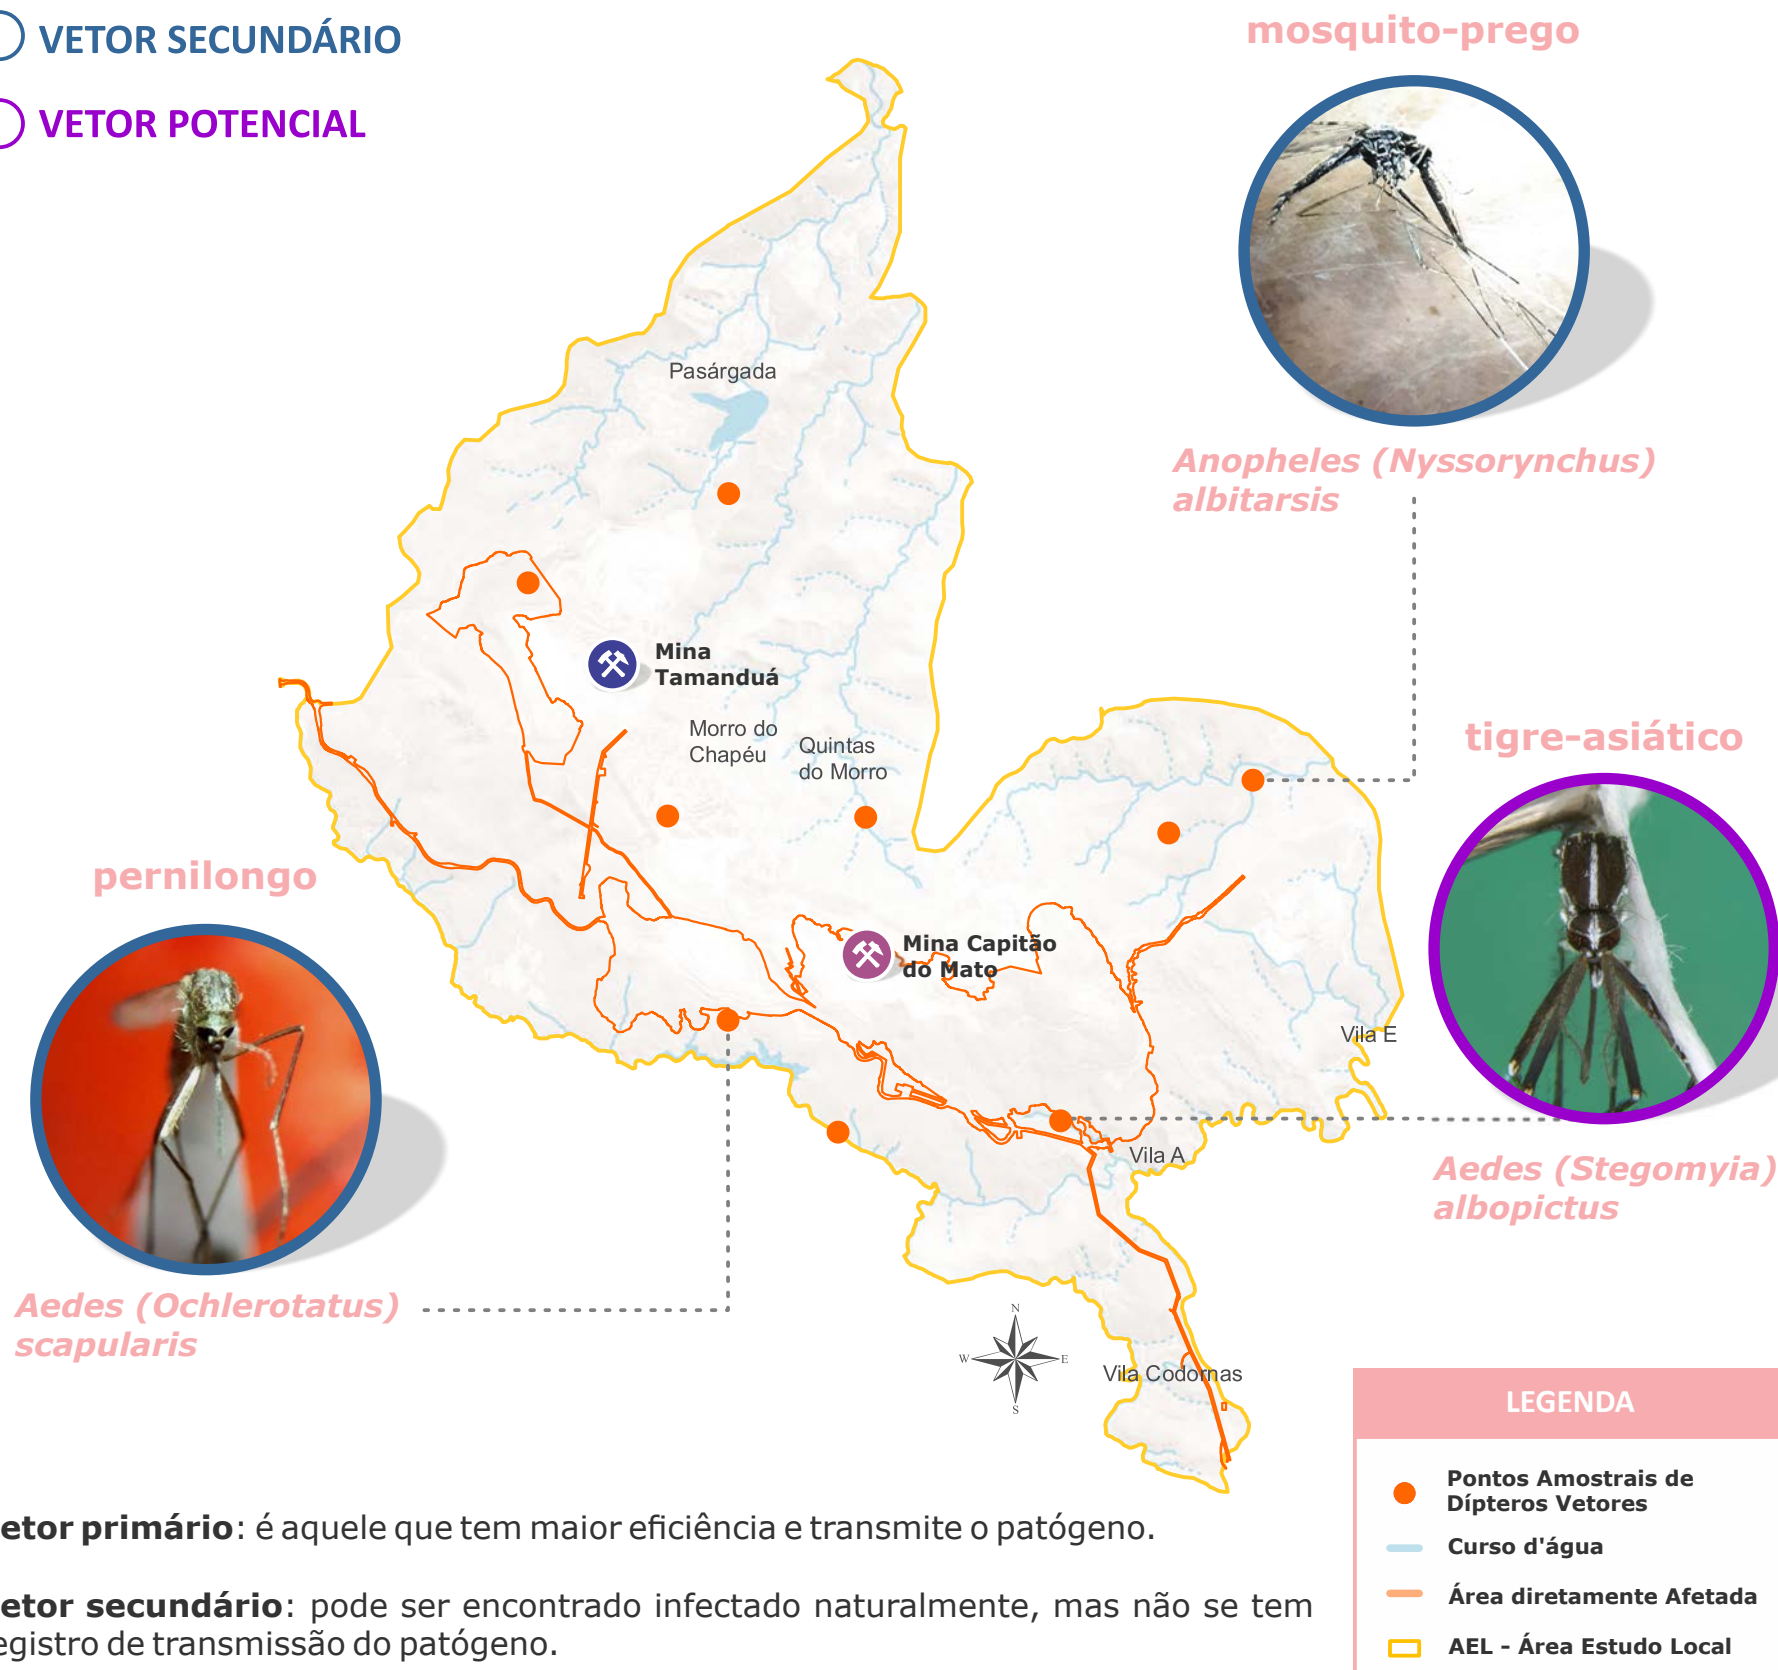 VETOR SECUNDÁRIO
VETOR POTENCIAL
mosquito-prego
Anopheles (Nyssorynchus)
albitarsis
Pasárgada
Mina
Tamanduá
Morro do
Chapéu
Quintas
do Morro
tigre-asiático
pernilongo
Mina Capitão
do Mato
Vila E
Vila A
Aedes (Stegomyia)
albopictus
Aedes (Ochlerotatus)
scapularis
N
W
E
S
Vila Codornas
LEGENDA
Pontos Amostrais de
Dípteros Vetores
Curso d'água
Área diretamente Afetada
AEL - Área Estudo Local
etor primário: é aquele que tem maior eficiência e transmite o patógeno.
etor secundário: pode ser encontrado infectado naturalmente, mas não se tem
egistro de transmissão do patógeno.